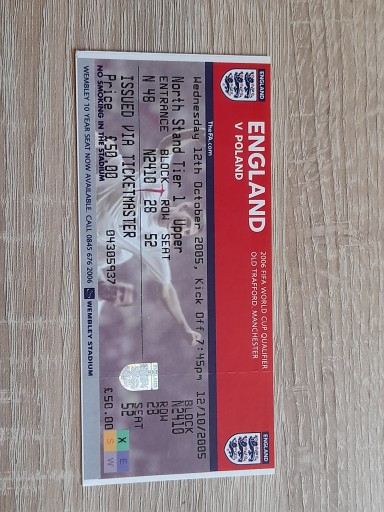 ENGLAND
ENGLAND
V POLAND
2006 FIFA WORLD CUP QUALIFIER
OLD TRAFFORD, MANCHESTER
ENGLAND
TheFA.com
Wednesday 12th October 2005, Kick Off 7:45pm
12/10/2005
North Stand Tier 1 Upper
ENTRANCE BLOCK ROW SEAT
N 48 N2410 28 52
BLOCK
N2410
ROW
28
SEAT
52
ISSUED VIA TICKETMASTER
Price £50.00 04305937
£50.00
X E
S W
NO SMOKING IN THE STADIUM
WEMBLEY 10 YEAR SEAT NOW AVAILABLE. CALL 0845 676 2006
WEMBLEY STADIUM